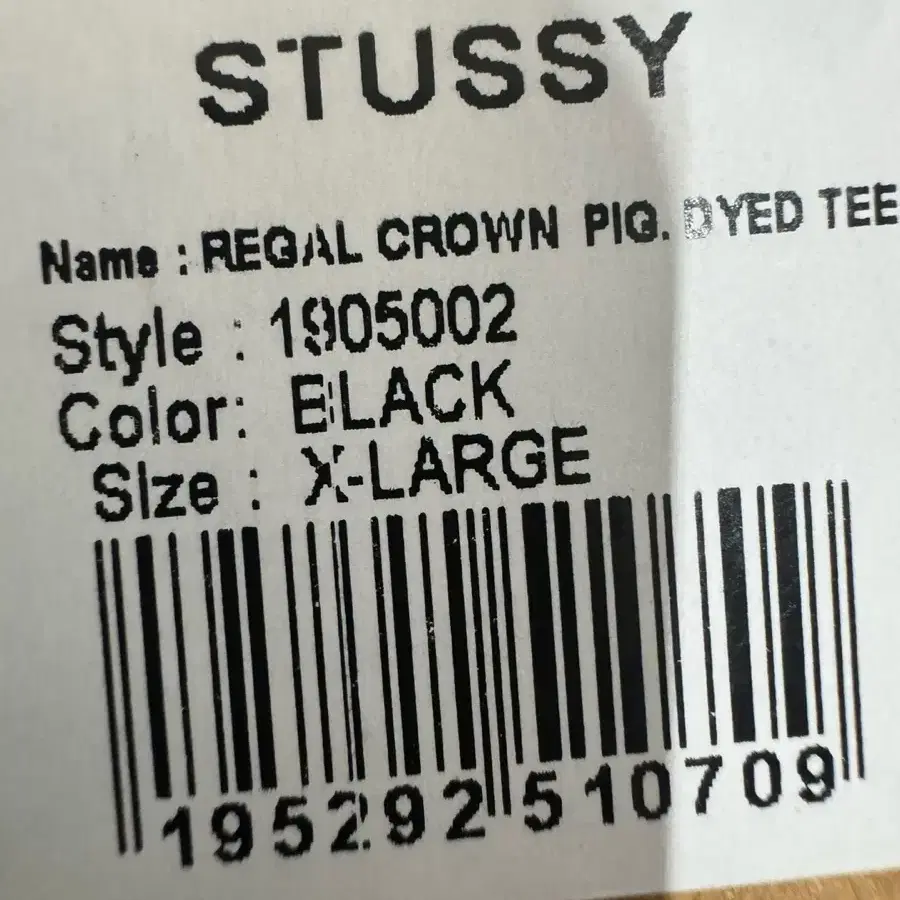 STUSSY
Name : REGAL CROWN PIG. DYED TEE
Style : 1905002
Color: BLACK
Size : X-LARGE
195292510709